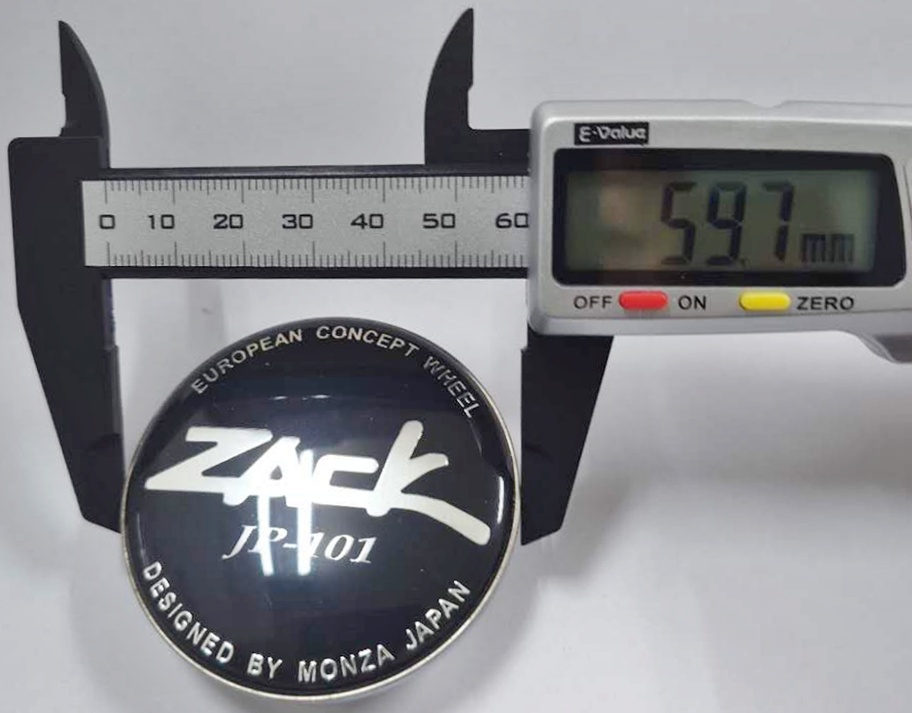 E-Value
59.7mm
0 10 20 30 40 50 60
OFF ON ZERO
EUROPEAN CONCEPT WHEEL
ZACK
JP-101
DESIGNED BY MONZA JAPAN